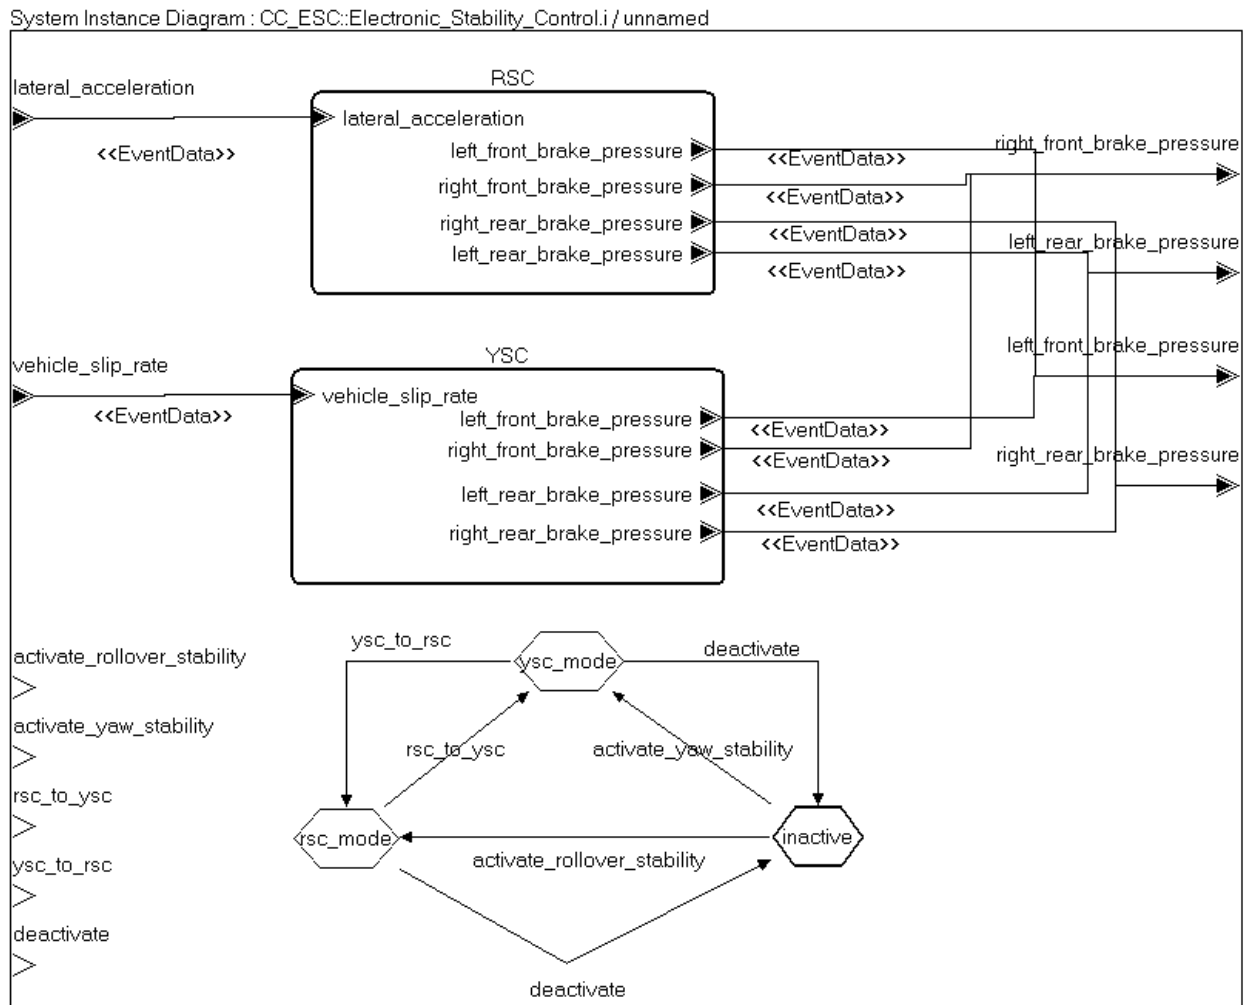 System Instance Diagram : CC_ESC::Electronic_Stability_Control.i / unnamed
lateral_acceleration
<<EventData>>
RSC
lateral_acceleration
left_front_brake_pressure
right_front_brake_pressure
right_rear_brake_pressure
left_rear_brake_pressure
<<EventData>>
<<EventData>>
<<EventData>>
<<EventData>>
right_front_brake_pressure
left_rear_brake_pressure
left_front_brake_pressure
right_rear_brake_pressure
vehicle_slip_rate
<<EventData>>
YSC
vehicle_slip_rate
left_front_brake_pressure
right_front_brake_pressure
left_rear_brake_pressure
right_rear_brake_pressure
<<EventData>>
<<EventData>>
<<EventData>>
<<EventData>>
activate_rollover_stability
activate_yaw_stability
rsc_to_ysc
ysc_to_rsc
deactivate
ysc_to_rsc
ysc_mode
deactivate
rsc_to_ysc
activate_yaw_stability
rsc_mode
inactive
activate_rollover_stability
deactivate